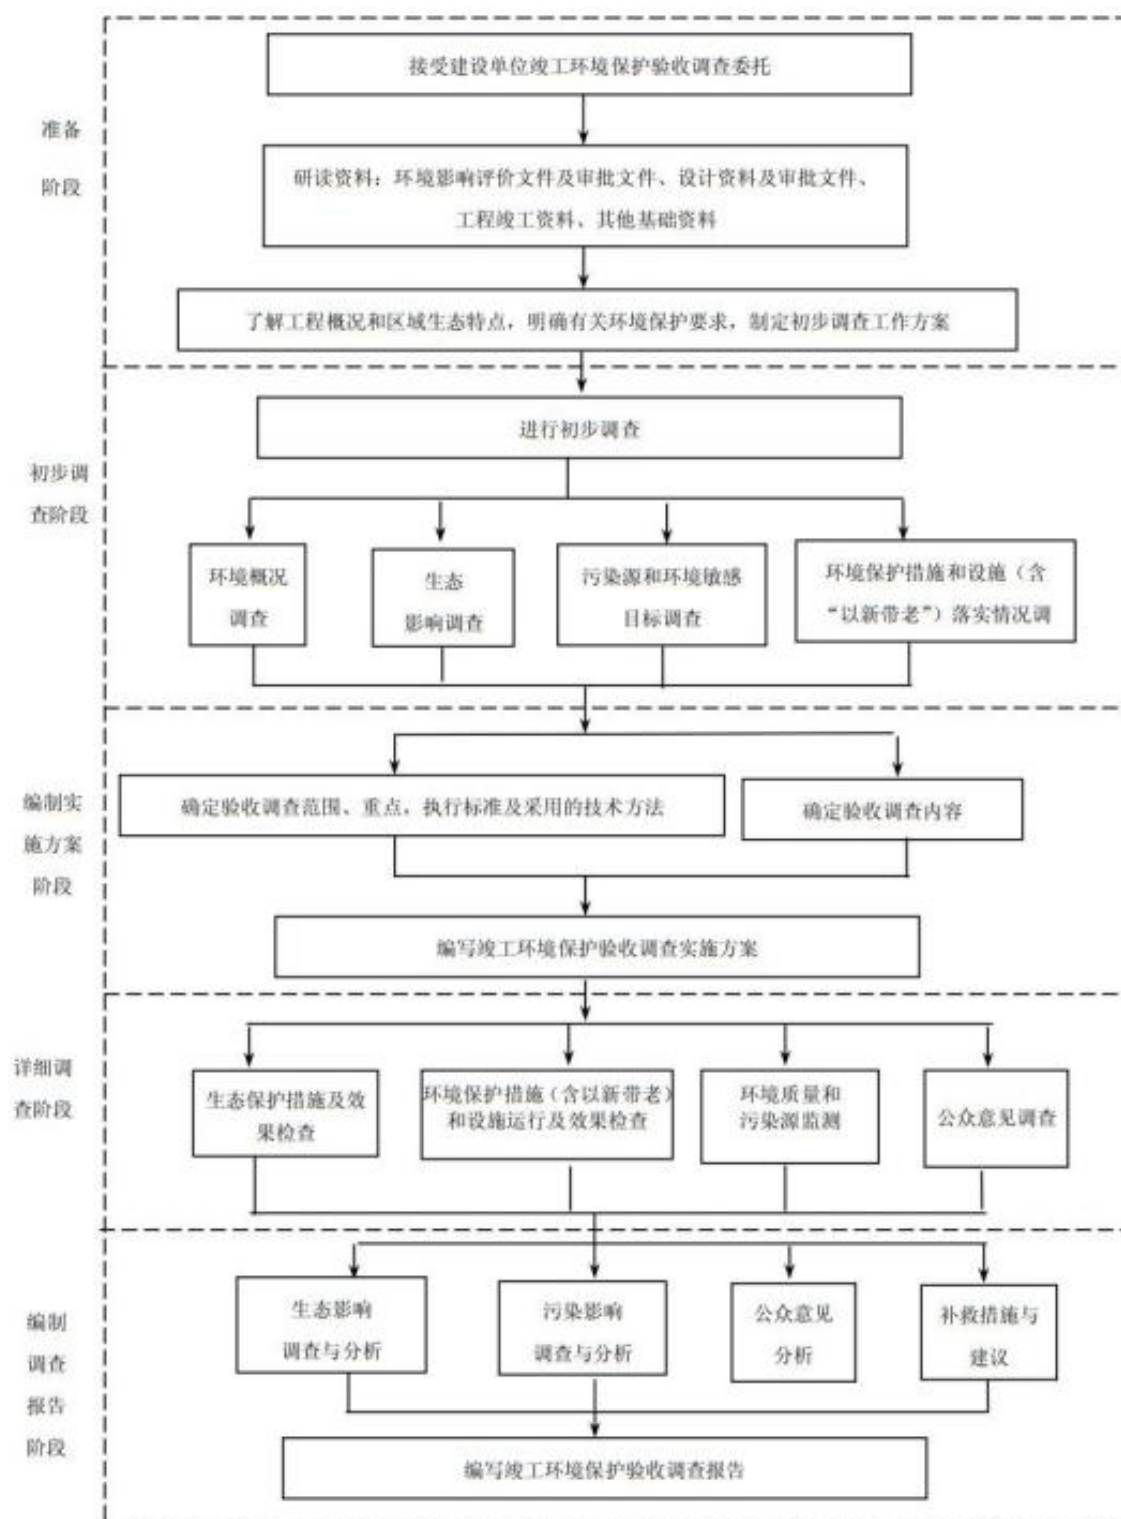 接受建设单位竣工环境保护验收调查委托
准备
阶段
研读资料：环境影响评价文件及审批文件、设计资料及审批文件、
工程竣工资料、其他基础资料
了解工程概况和区域生态特点，明确有关环境保护要求，制定初步调查工作方案
初步调
查阶段
进行初步调查
环境概况
调查
生态
影响调查
污染源和环境敏感
目标调查
环境保护措施和设施（含
“以新带老”）落实情况调
编制实
施方案
阶段
确定验收调查范围、重点，执行标准及采用的技术方法
确定验收调查内容
编写竣工环境保护验收调查实施方案
详细调
查阶段
生态保护措施及效
果检查
环境保护措施（含以新带老）
和设施运行及效果检查
环境质量和
污染源监测
公众意见调查
编制
调查
报告
阶段
生态影响
调查与分析
污染影响
调查与分析
公众意见
分析
补救措施与
建议
编写竣工环境保护验收调查报告